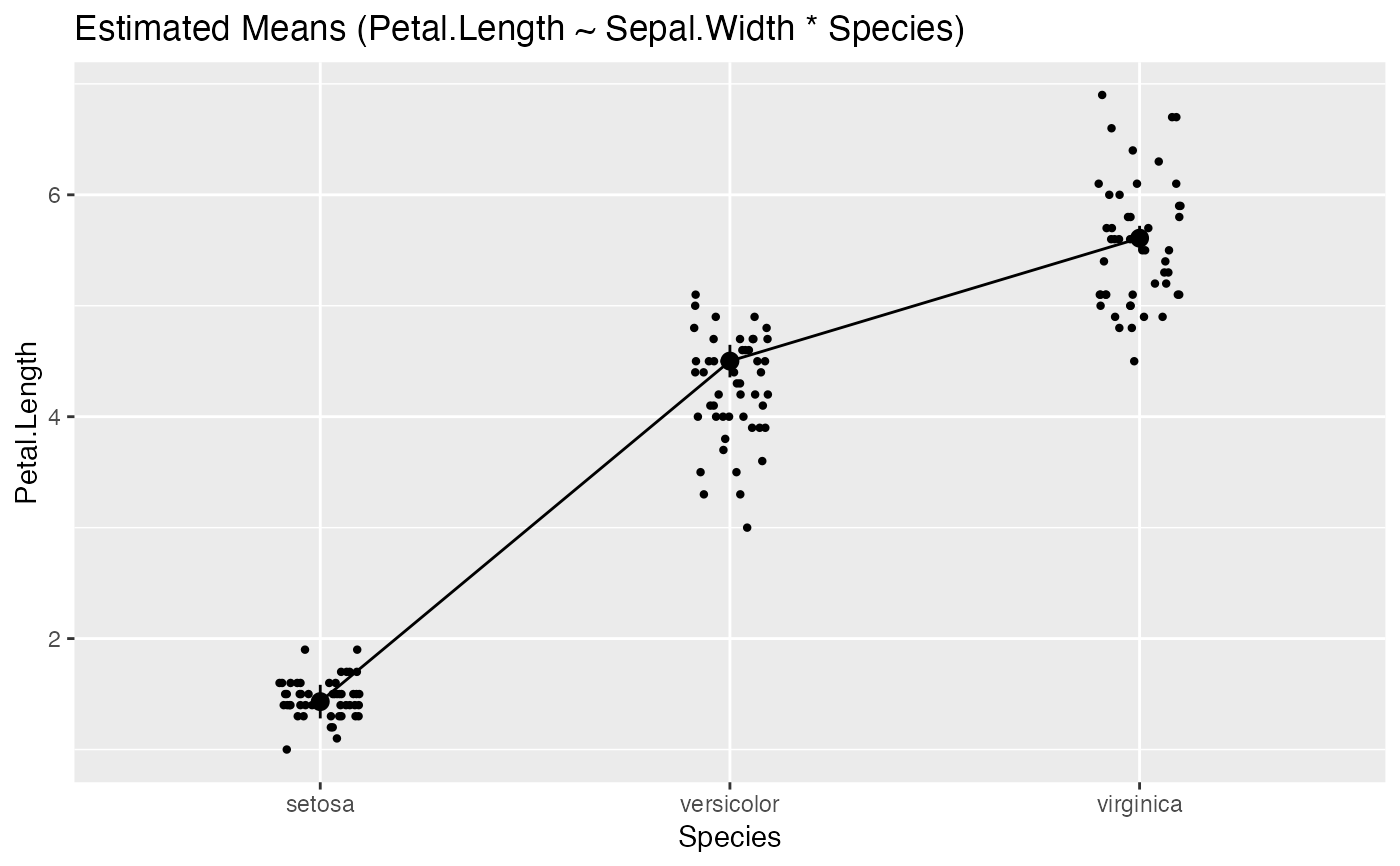 Estimated Means (Petal.Length ~ Sepal.Width * Species)
Petal.Length
6
4
2
setosa versicolor virginica
Species